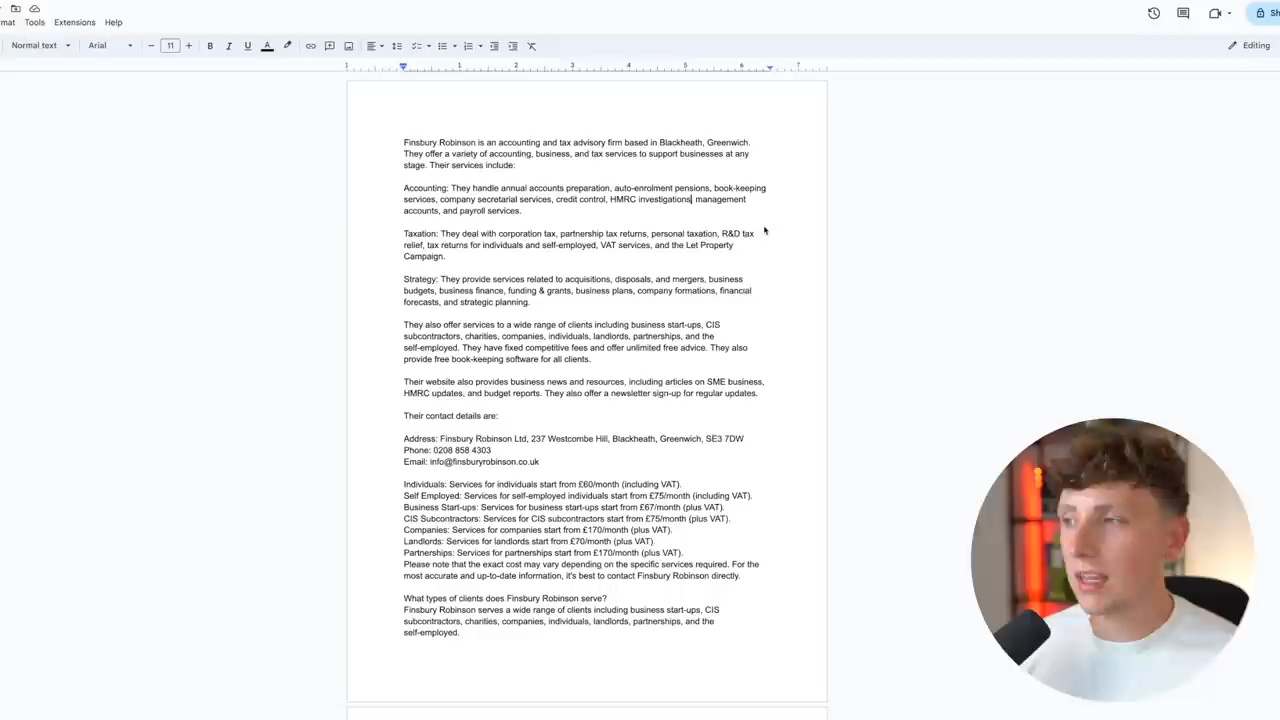 rmat Tools Extensions Help
Sh
Normal text Arial 11 B I U A Editing
1 1 2 3 4 5 6 7
Finsbury Robinson is an accounting and tax advisory firm based in Blackheath, Greenwich.
They offer a variety of accounting, business, and tax services to support businesses at any
stage. Their services include:
Accounting: They handle annual accounts preparation, auto-enrolment pensions, book-keeping
services, company secretarial services, credit control, HMRC investigations, management
accounts, and payroll services.
Taxation: They deal with corporation tax, partnership tax returns, personal taxation, R&D tax
relief, tax returns for individuals and self-employed, VAT services, and the Let Property
Campaign.
Strategy: They provide services related to acquisitions, disposals, and mergers, business
budgets, business finance, funding & grants, business plans, company formations, financial
forecasts, and strategic planning.
They also offer services to a wide range of clients including business start-ups, CIS
subcontractors, charities, companies, individuals, landlords, partnerships, and the
self-employed. They have fixed competitive fees and offer unlimited free advice. They also
provide free book-keeping software for all clients.
Their website also provides business news and resources, including articles on SME business,
HMRC updates, and budget reports. They also offer a newsletter sign-up for regular updates.
Their contact details are:
Address: Finsbury Robinson Ltd, 237 Westcombe Hill, Blackheath, Greenwich, SE3 7DW
Phone: 0208 858 4303
Email: info@finsburyrobinson.co.uk
Individuals: Services for individuals start from £60/month (including VAT).
Self Employed: Services for self-employed individuals start from £75/month (including VAT).
Business Start-ups: Services for business start-ups start from £67/month (plus VAT).
CIS Subcontractors: Services for CIS subcontractors start from £75/month (plus VAT).
Companies: Services for companies start from £170/month (plus VAT).
Landlords: Services for landlords start from £70/month (plus VAT).
Partnerships: Services for partnerships start from £170/month (plus VAT).
Please note that the exact cost may vary depending on the specific services required. For the
most accurate and up-to-date information, it's best to contact Finsbury Robinson directly.
What types of clients does Finsbury Robinson serve?
Finsbury Robinson serves a wide range of clients including business start-ups, CIS
subcontractors, charities, companies, individuals, landlords, partnerships, and the
self-employed.